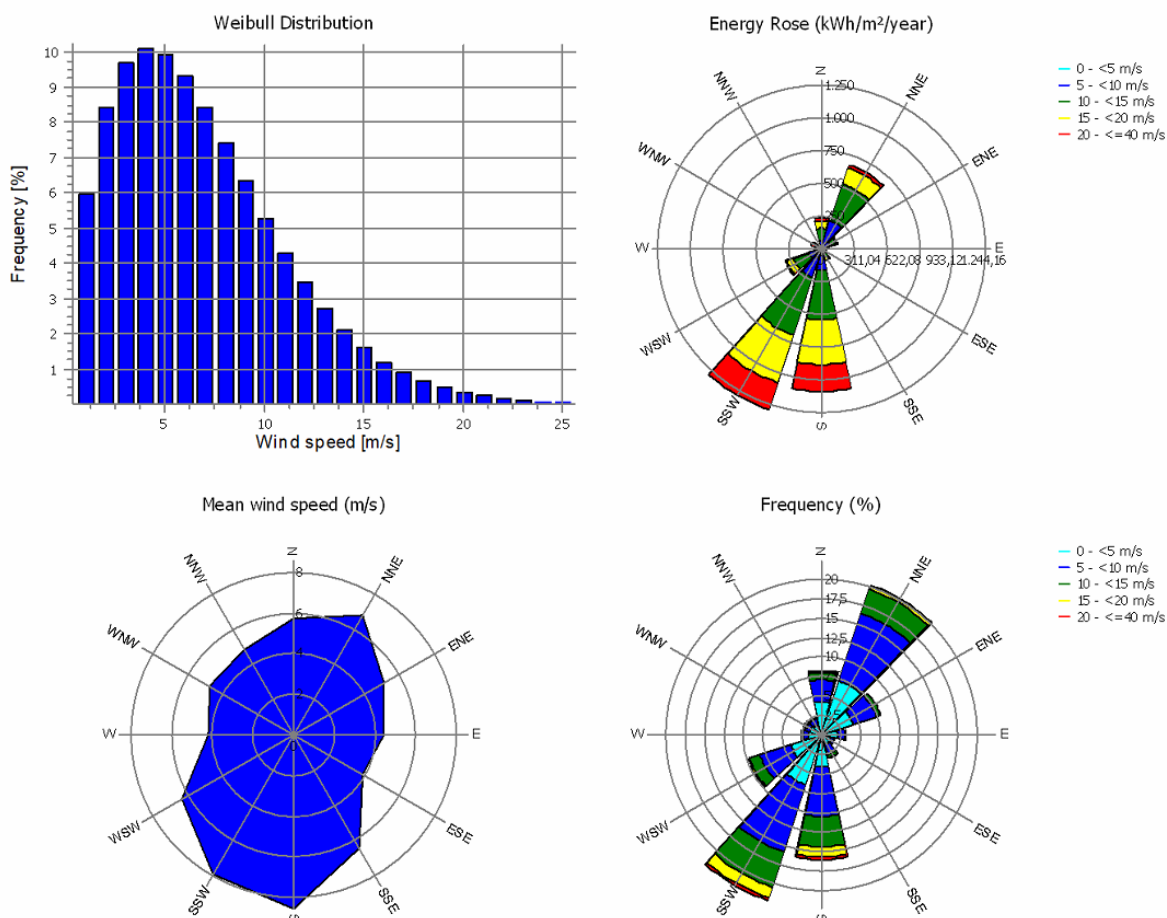 Weibull Distribution
Frequency [%]
10
9
8
7
6
5
4
3
2
1
5
10
15
20
25
Wind speed [m/s]
Energy Rose (kWh/m²/year)
N
NNE
ENE
E
ESE
SSE
S
SSW
WSW
W
WNW
NNW
1.250
1.000
750
500
311,04 622,08 933,12 1.244,16
0 - <5 m/s
5 - <10 m/s
10 - <15 m/s
15 - <20 m/s
20 - <=40 m/s
Mean wind speed (m/s)
N
NNE
ENE
E
ESE
SSE
S
SSW
WSW
W
WNW
NNW
8
6
4
2
Frequency (%)
N
NNE
ENE
E
ESE
SSE
S
SSW
WSW
W
WNW
NNW
20
17,5
15
12,5
10
0 - <5 m/s
5 - <10 m/s
10 - <15 m/s
15 - <20 m/s
20 - <=40 m/s